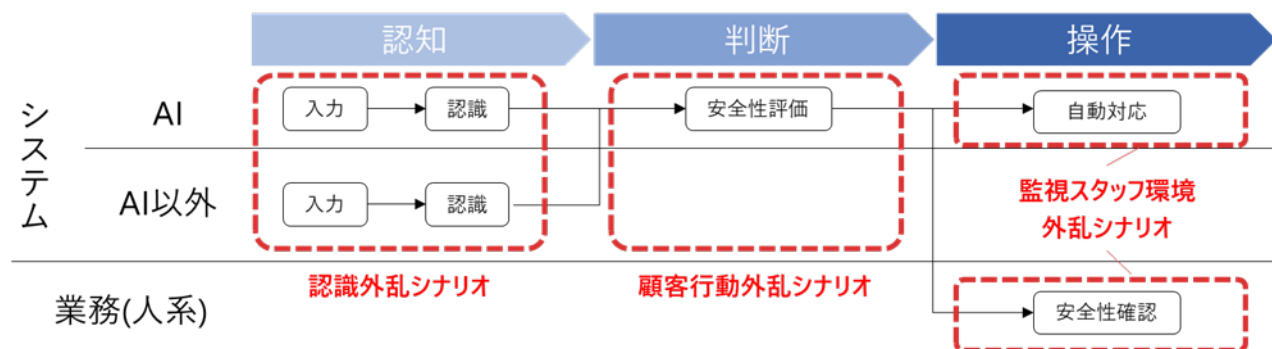 認知
判断
操作
システム
AI
入力
認識
安全性評価
自動対応
AI以外
入力
認識
監視スタッフ環境
外乱シナリオ
認識外乱シナリオ
顧客行動外乱シナリオ
業務(人系)
安全性確認